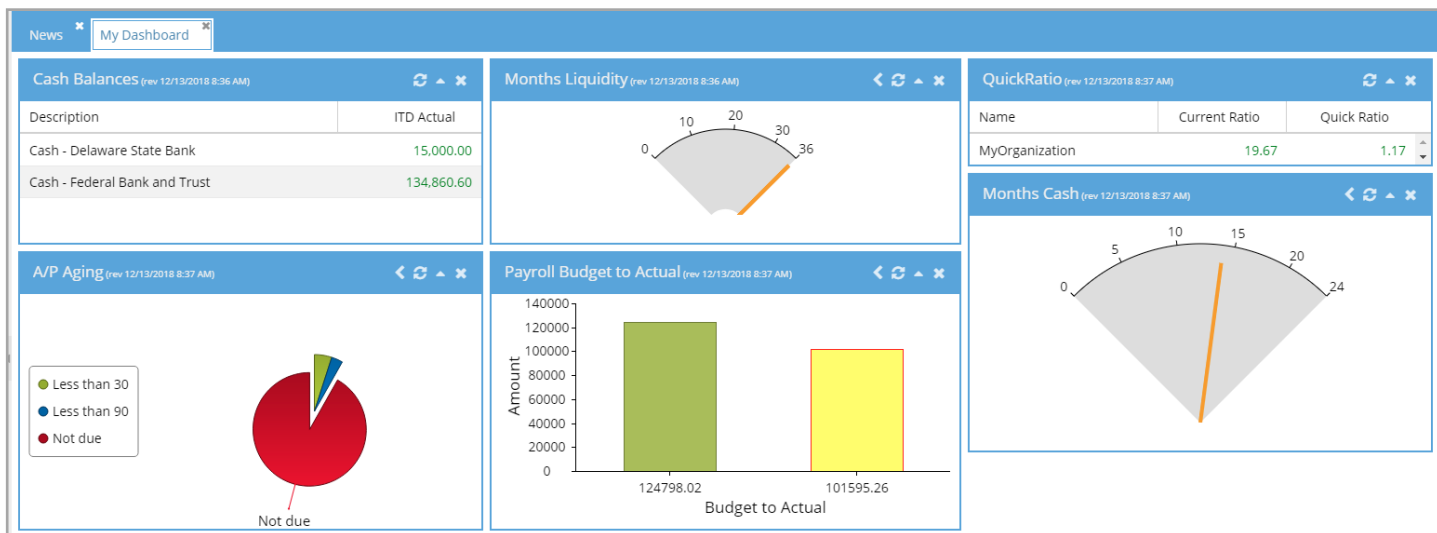 News
My Dashboard
Cash Balances (rev 12/13/2018 8:36 AM)
Description ITD Actual
Cash - Delaware State Bank 15,000.00
Cash - Federal Bank and Trust 134,860.60
Months Liquidity (rev 12/13/2018 8:36 AM)
0 10 20 30 36
QuickRatio (rev 12/13/2018 8:37 AM)
Name Current Ratio Quick Ratio
MyOrganization 19.67 1.17
Months Cash (rev 12/13/2018 8:37 AM)
0 5 10 15 20 24
A/P Aging (rev 12/13/2018 8:37 AM)
Less than 30
Less than 90
Not due
Not due
Payroll Budget to Actual (rev 12/13/2018 8:37 AM)
Amount
140000
120000
100000
80000
60000
40000
20000
0
124798.02 101595.26
Budget to Actual